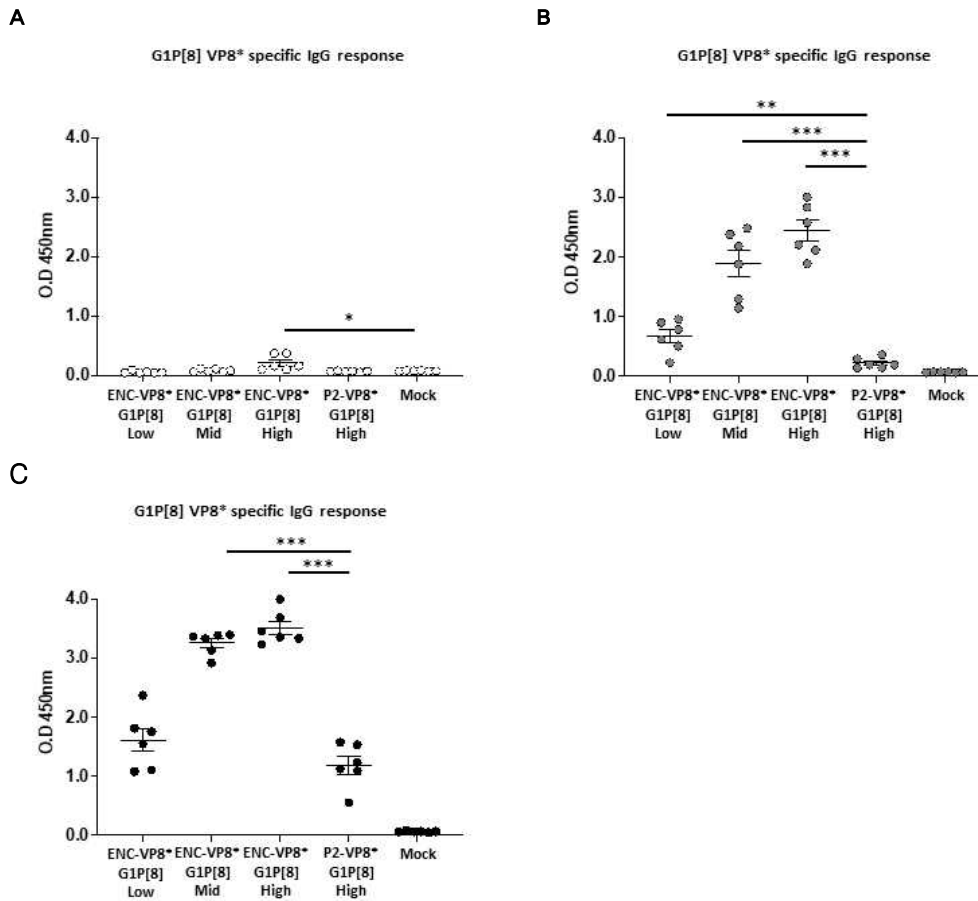 A
G1P[8] VP8* specific IgG response
4.0
3.0
2.0
1.0
0.0
O.D 450nm
*
ENC-VP8* ENC-VP8* ENC-VP8* P2-VP8* Mock
G1P[8] G1P[8] G1P[8] G1P[8]
Low Mid High High
B
G1P[8] VP8* specific IgG response
**
***
***
4.0
3.0
2.0
1.0
0.0
O.D 450nm
ENC-VP8* ENC-VP8* ENC-VP8* P2-VP8* Mock
G1P[8] G1P[8] G1P[8] G1P[8]
Low Mid High High
C
G1P[8] VP8* specific IgG response
***
***
4.0
3.0
2.0
1.0
0.0
O.D 450nm
ENC-VP8* ENC-VP8* ENC-VP8* P2-VP8* Mock
G1P[8] G1P[8] G1P[8] G1P[8]
Low Mid High High